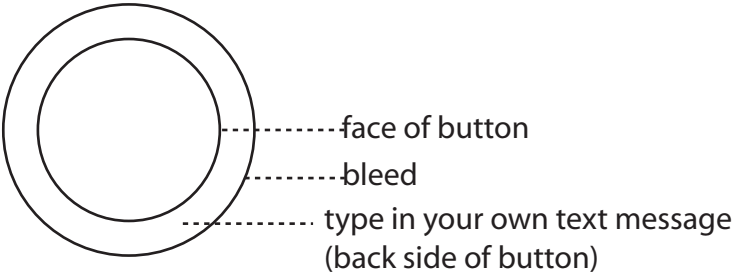 face of button
bleed
type in your own text message
(back side of button)